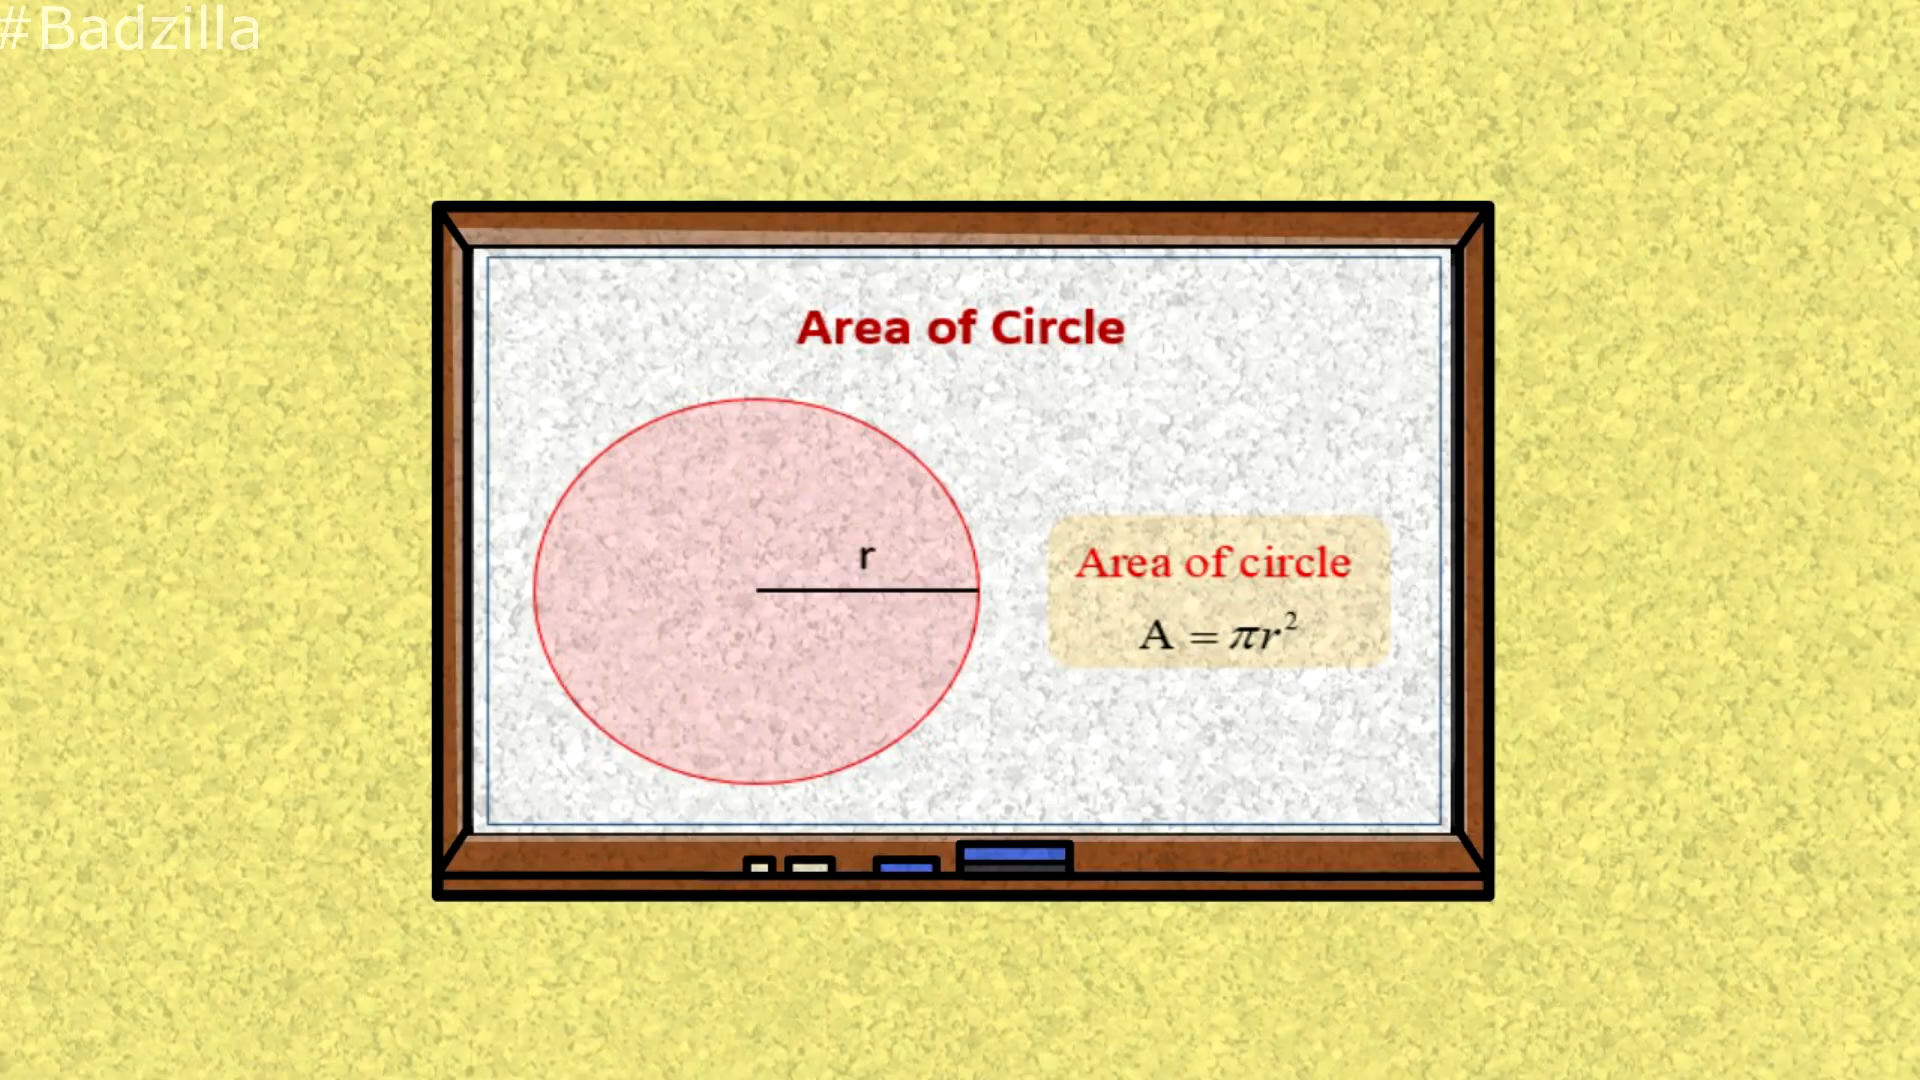 #Badzilla
Area of Circle
r
Area of circle
A = πr²